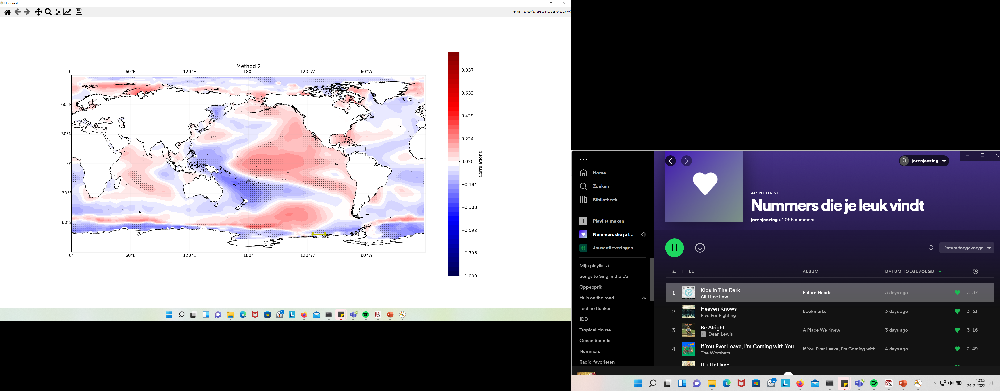 Figure 4
64.96, -87.09 (87.091104°S, 115.040323°W)
Method 2
0° 60°E 120°E 180° 120°W 60°W
60°N
30°N
0°
30°S
60°S
0° 60°E 120°E 180° 120°W 60°W
0.837
0.633
0.429
0.224
0.020
−0.184
−0.388
−0.592
−0.796
−1.000
Correlations
Home
Zoeken
Bibliotheek
Playlist maken
Nummers die je l...
Jouw afleveringen
Mijn playlist 3
Songs to Sing in the Car
Oppepprik
Huis on the road
Techno Bunker
1DD
Tropical House
Ocean Sounds
Nummers
Radio-favorieten
jorenjanzing
AFSPEELLIJST
Nummers die je leuk vindt
jorenjanzing • 1.056 nummers
Datum toegevoegd
# TITEL ALBUM DATUM TOEGEVOEGD
1 Kids In The Dark Future Hearts 3 days ago 3:37
All Time Low
2 Heaven Knows Bookmarks 3 days ago 3:31
Five For Fighting
3 Be Alright A Place We Knew 3 days ago 3:16
E Dean Lewis
4 If You Ever Leave, I'm Coming with You If You Ever Leave, I'm Coming with... 4 days ago 2:49
The Wombats
U + Ur Hand
13:02
24-2-2022